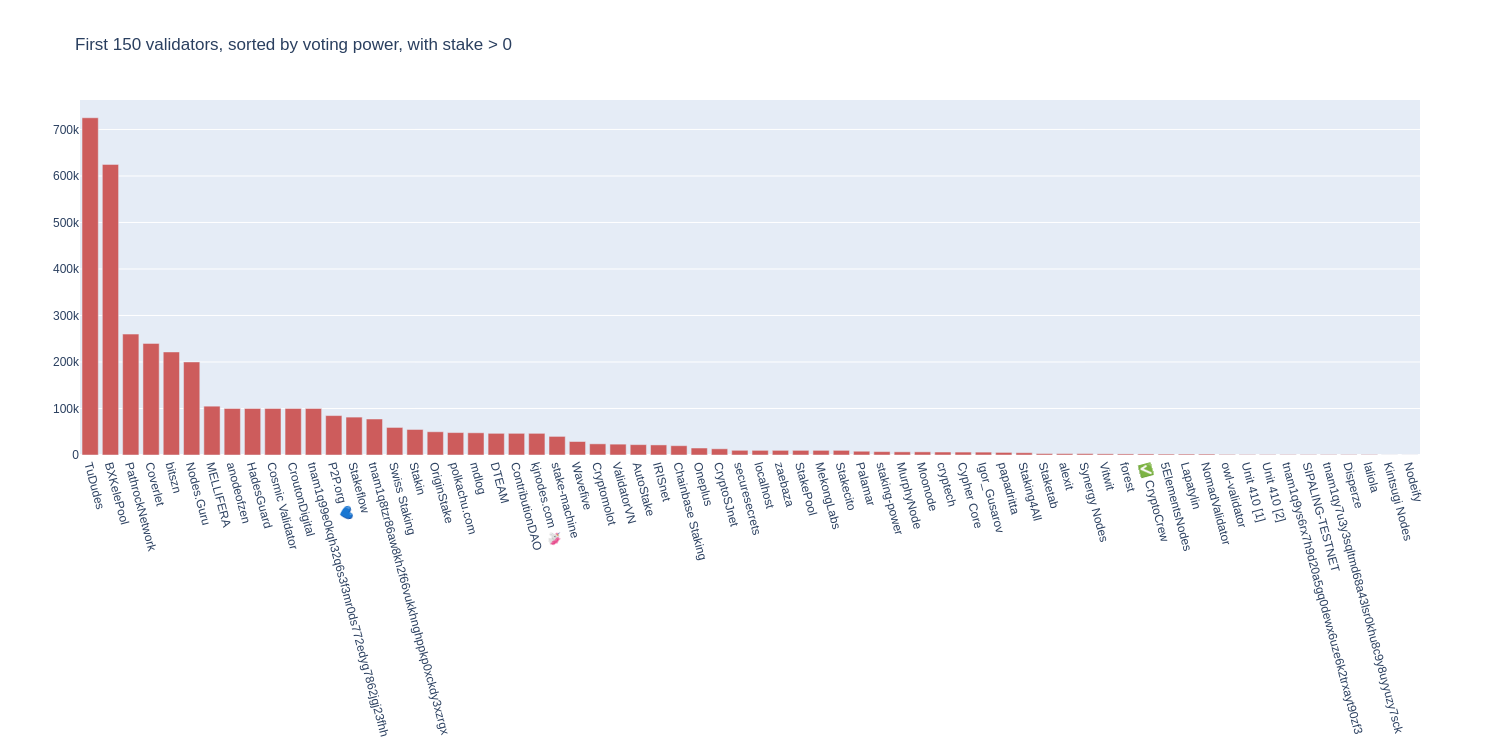 First 150 validators, sorted by voting power, with stake > 0
700k
600k
500k
400k
300k
200k
100k
0
TuDudes
BXKelePool
PathrockNetwork
Coverlet
bitszn
Nodes Guru
MELLIFERA
anodeofzen
HadesGuard
Cosmic Validator
CroutonDigital
tnam1q99e0kqh32q6s3f3mr0ds772edyg7862jgj23fhh
P2P.org
Stakeflow
tnam1q8tzr86aw8kh2f66vukkhnghppkp0xckdy3xzrgx
Swiss Staking
Stakin
OriginStake
polkachu.com
mdlog
DTEAM
ContributionDAO
kjnodes.com 🦄
stake-machine
Wavefive
Cryptomolot
ValidatorVN
AutoStake
IRISnet
Chainbase Staking
Oneplus
CryptoSJnet
securesecrets
localhost
zaebaza
StakePool
MekongLabs
Stakecito
Palamar
staking-power
MurphyNode
Moonode
cryptech
Cypher Core
Igor_Gusarov
papadritta
Staking4All
Staketab
alexit
Synergy Nodes
Vitwit
forest
✅ CryptoCrew
5ElementsNodes
Lapatylin
NomadValidator
owl-validator
Unit 410 [1]
Unit 410 [2]
tnam1q9ys6rx7h9d20a5gq0dewx6uze6k2trxayt90zf3
SIPALING-TESTNET
tnam1qy7u3y3sqltmd68a43lsr0khu8c9y8uyyuzy7sck
Disperze
laliola
Kintsugi Nodes
Nodeify